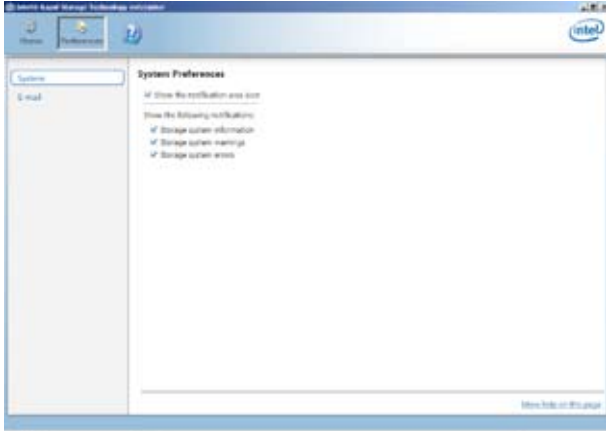 Intel® Rapid Storage Technology enterprise
Home
Preferences
intel
System
E-mail
System Preferences
Show the notification area icon
Show the following notifications:
Storage system information
Storage system warnings
Storage system errors
More help on this page